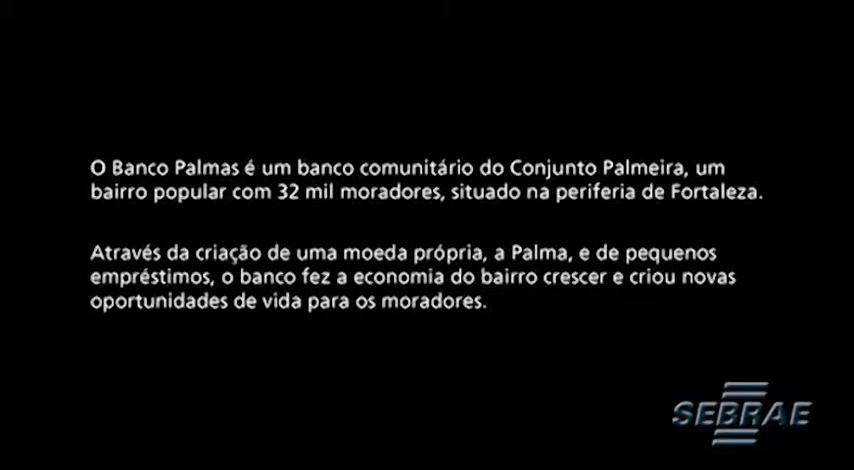 O Banco Palmas é um banco comunitário do Conjunto Palmeira, um
bairro popular com 32 mil moradores, situado na periferia de Fortaleza.
Através da criação de uma moeda própria, a Palma, e de pequenos
empréstimos, o banco fez a economia do bairro crescer e criou novas
oportunidades de vida para os moradores.
SEBRAE